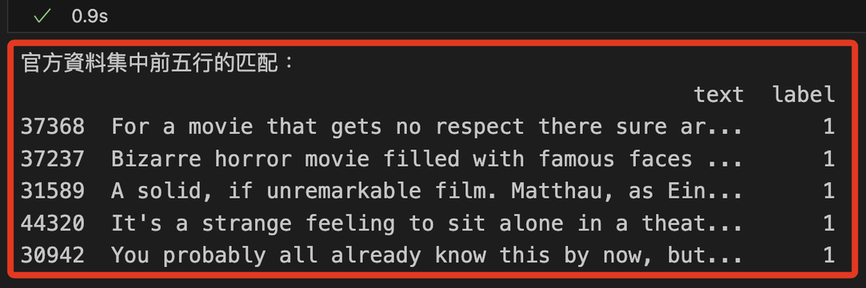 ✓ 0.9s
官方資料集中前五行的匹配：
text label
37368 For a movie that gets no respect there sure ar... 1
37237 Bizarre horror movie filled with famous faces ... 1
31589 A solid, if unremarkable film. Matthau, as Ein... 1
44320 It's a strange feeling to sit alone in a theat... 1
30942 You probably all already know this by now, but... 1